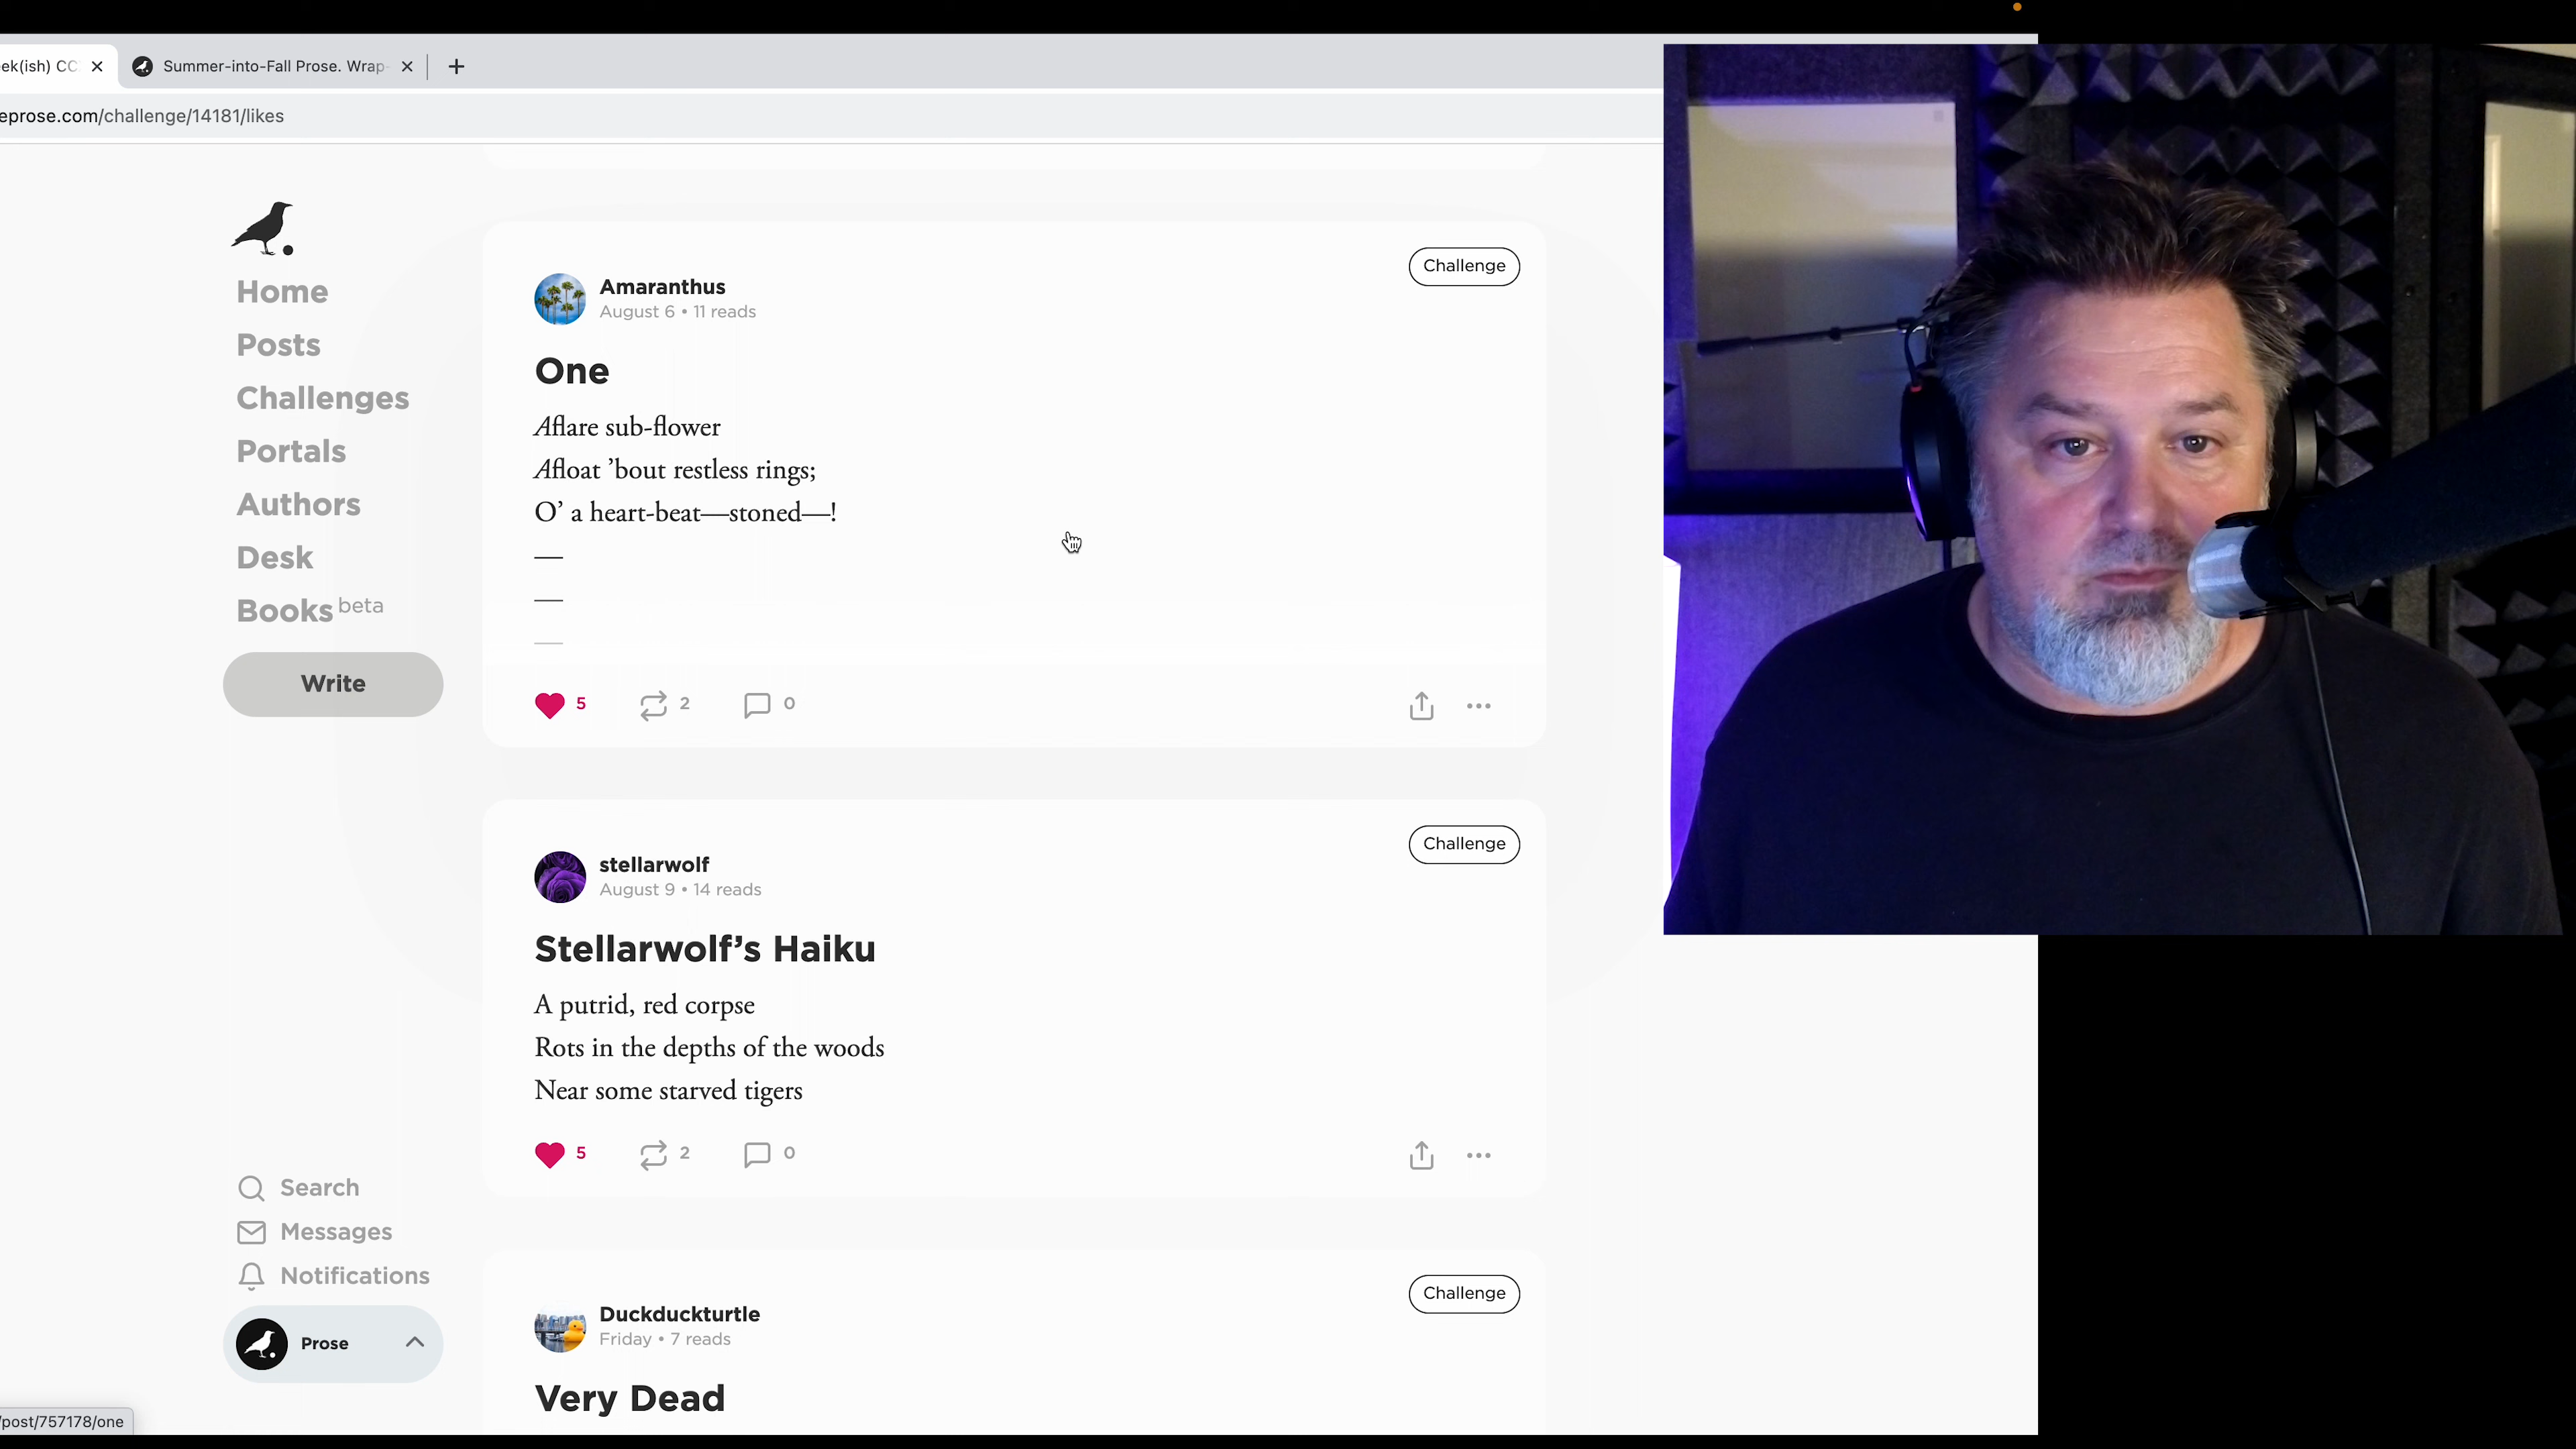 ek(ish) CC
Summer-into-Fall Prose. Wrap-
eprose.com/challenge/14181/likes
Home
Posts
Challenges
Portals
Authors
Desk
Books beta
Write
Search
Messages
Notifications
Prose
/post/757178/one
Challenge
Amaranthus
August 6 • 11 reads
One
Aflare sub-flower
Afloat ’bout restless rings;
O’ a heart-beat—stoned—!
—
—
—
5 2 0
Challenge
stellarwolf
August 9 • 14 reads
Stellarwolf’s Haiku
A putrid, red corpse
Rots in the depths of the woods
Near some starved tigers
5 2 0
Challenge
Duckduckturtle
Friday • 7 reads
Very Dead